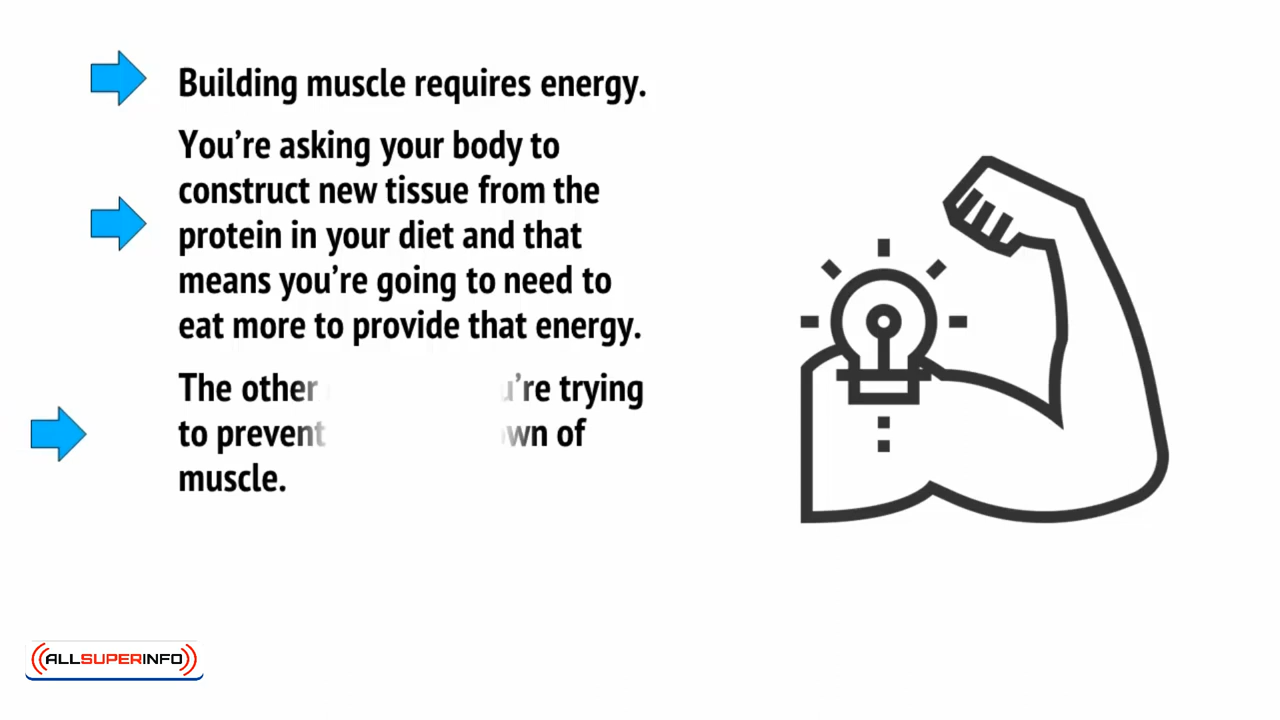 Building muscle requires energy.
You’re asking your body to
construct new tissue from the
protein in your diet and that
means you’re going to need to
eat more to provide that energy.
The other trying
to prevent of
muscle.
ALLSUPERINFO